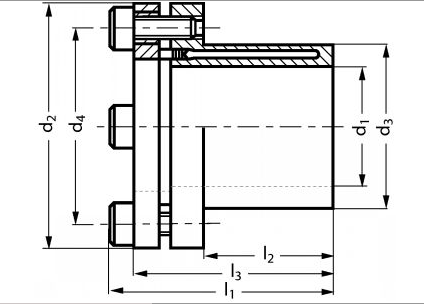 d₂
d₄
d₁
d₃
l₂
l₃
l₁